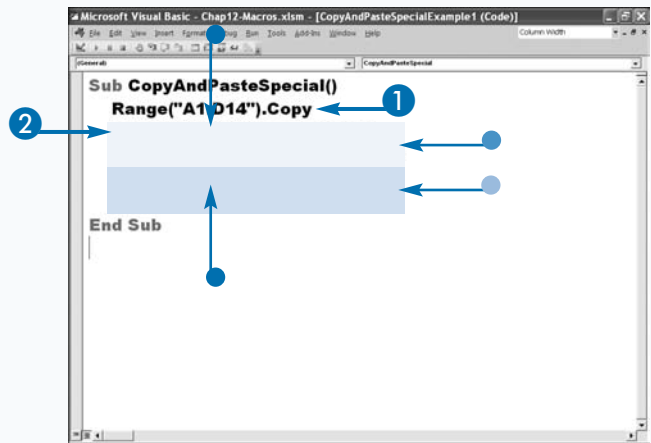 Microsoft Visual Basic - Chap12-Macros.xlsm - [CopyAndPasteSpecialExample1 (Code)]
File Edit View Insert Format Debug Run Tools Add-Ins Window Help
Column Width
(General)
CopyAndPasteSpecial
Sub CopyAndPasteSpecial()
Range("A1:D14").Copy
1
2
End Sub